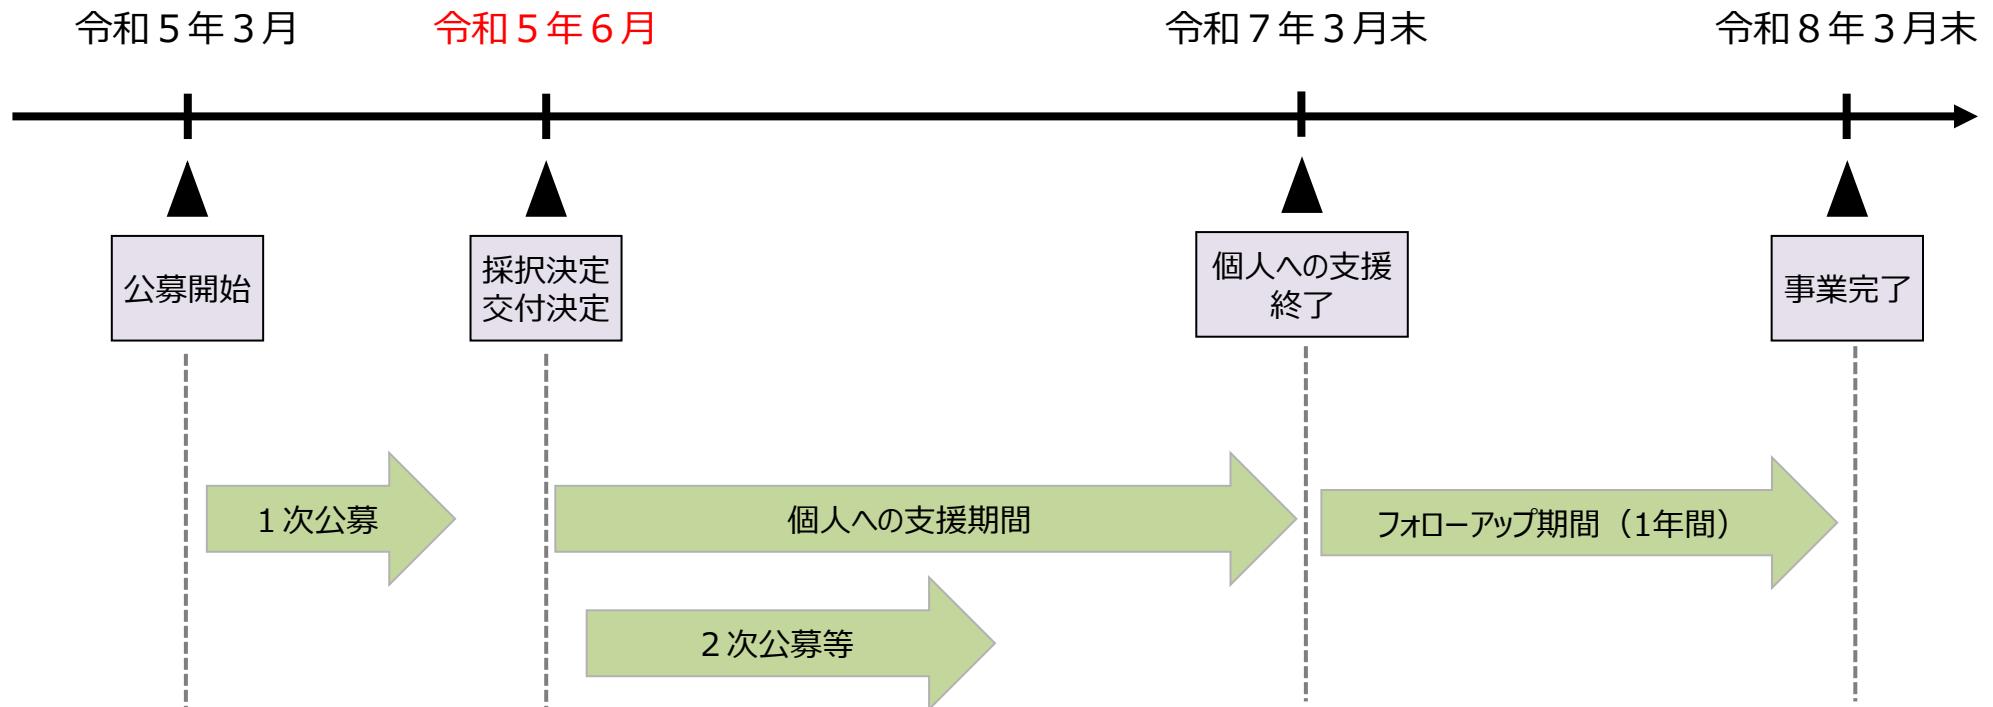 令和５年３月
令和５年６月
令和７年３月末
令和８年３月末
公募開始
採択決定
交付決定
個人への支援
終了
事業完了
１次公募
個人への支援期間
フォローアップ期間（1年間）
２次公募等